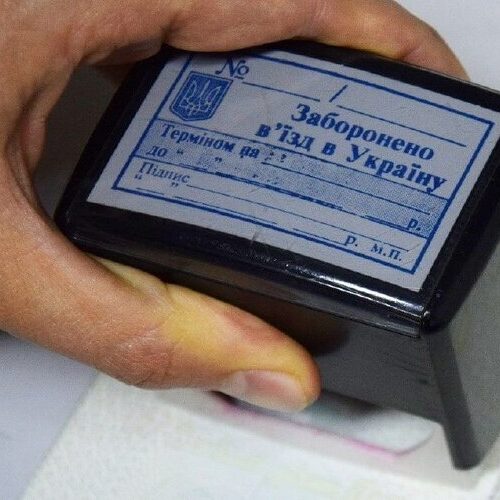 № /
Заборонено
в'їзд в Україну
Терміном на
до " "
р.
Підпис
" " р. м.п.